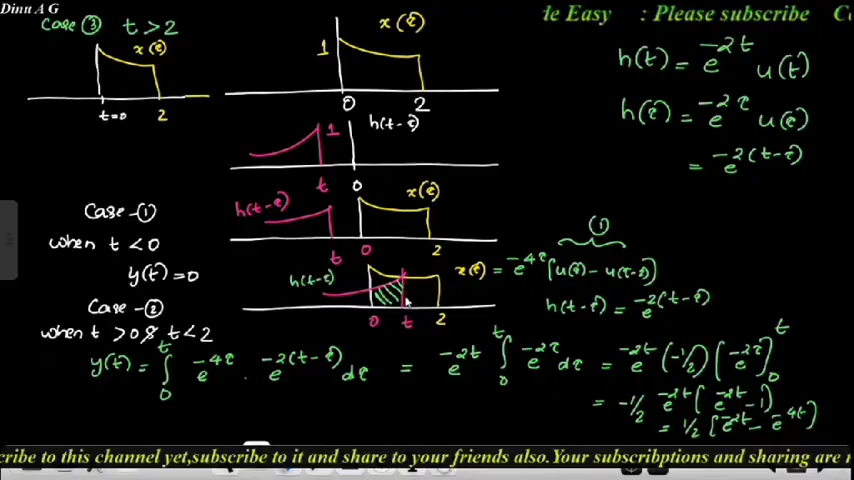 Dinu A G
de Easy : Please subscribe
Case ③ t > 2
x(τ)
t=0
2
x(τ)
1
0
2
h(t-τ)
1
t
0
h(t) = e^-2t u(t)
h(τ) = e^-2τ u(τ)
= e^-2(t-τ)
Case-①
when t < 0
y(t) = 0
h(t-τ)
x(τ)
t
0
2
①
h(t-τ)
x(τ) = e^-4τ [u(τ) - u(τ-2)]
h(t-τ) = e^-2(t-τ)
0
t
2
Case-②
when t > 0 & t < 2
y(t) = ∫_0^t e^-4τ . e^-2(t-τ) dτ = e^-2t ∫_0^t e^-2τ dτ = e^-2t (-1/2) [e^-2τ]_0^t
= -1/2 e^-2t (e^-2t - 1)
= 1/2 [e^-2t - e^-4t)
cribe to this channel yet,subscribe to it and share to your friends also.Your subscribptions and sharing are